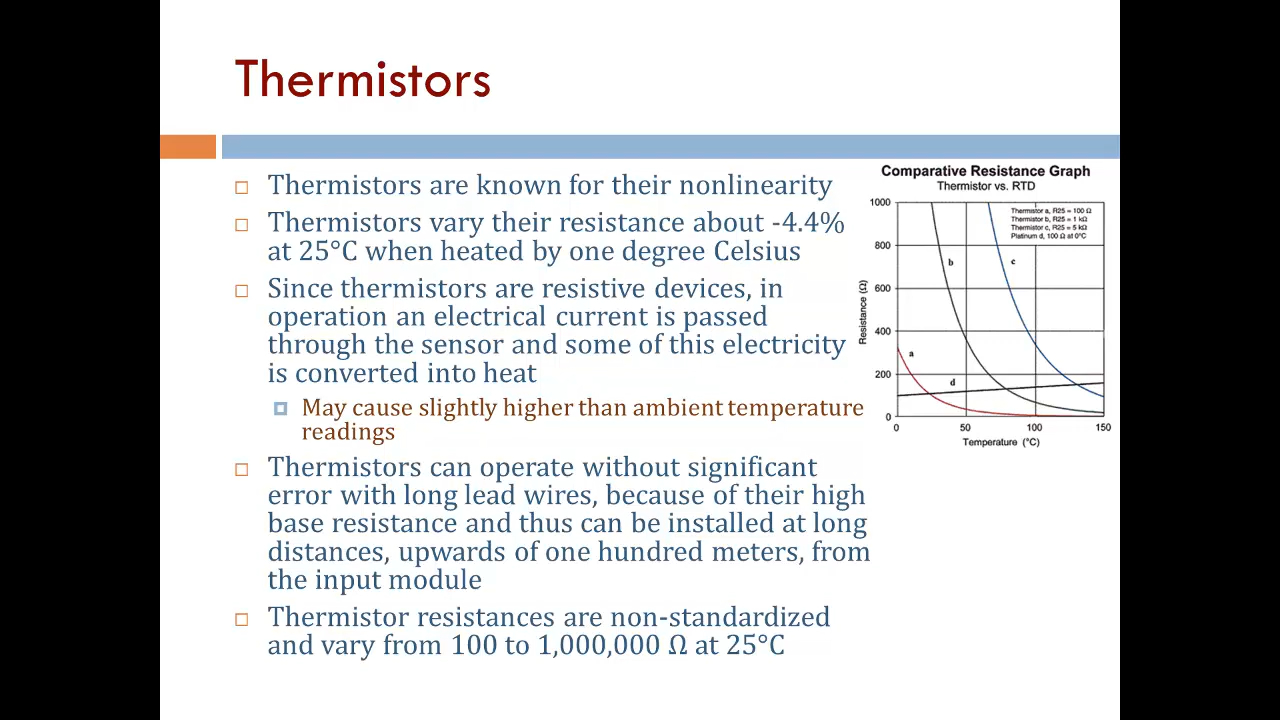 Thermistors
Thermistors are known for their nonlinearity
Thermistors vary their resistance about -4.4%
at 25°C when heated by one degree Celsius
Since thermistors are resistive devices, in
operation an electrical current is passed
through the sensor and some of this electricity
is converted into heat
May cause slightly higher than ambient temperature
readings
Thermistors can operate without significant
error with long lead wires, because of their high
base resistance and thus can be installed at long
distances, upwards of one hundred meters, from
the input module
Thermistor resistances are non-standardized
and vary from 100 to 1,000,000 Ω at 25°C
Comparative Resistance Graph
Thermistor vs. RTD
Thermistor a, R25 = 100 Ω
Thermistor b, R25 = 1 kΩ
Thermistor c, R25 = 5 kΩ
Platinum d, 100 Ω at 0°C
1000
800
600
400
200
0
Resistance (Ω)
a
b
c
d
0 50 100 150
Temperature (°C)